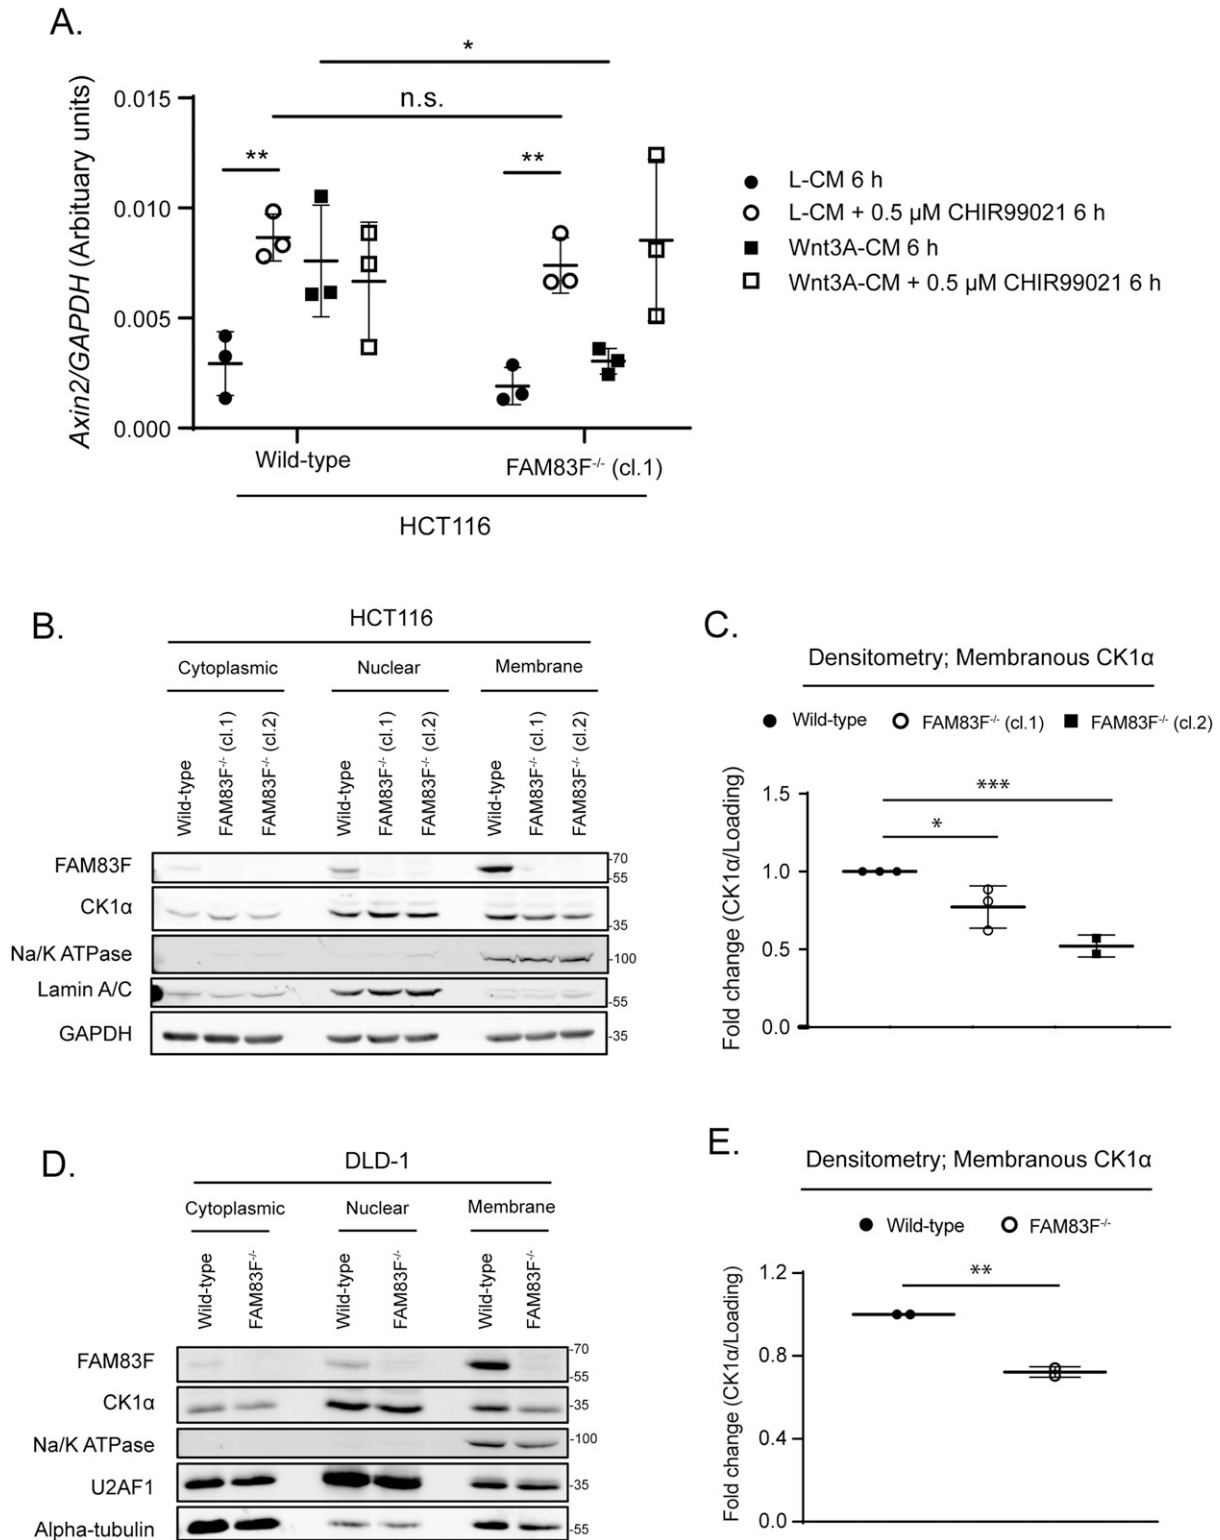 A.
*
n.s.
**
**
Axin2/GAPDH (Arbituary units)
0.015
0.010
0.005
0.000
Wild-type
FAM83F-/- (cl.1)
HCT116
L-CM 6 h
L-CM + 0.5 µM CHIR99021 6 h
Wnt3A-CM 6 h
Wnt3A-CM + 0.5 µM CHIR99021 6 h
B.
HCT116
Cytoplasmic
Nuclear
Membrane
Wild-type
FAM83F-/- (cl.1)
FAM83F-/- (cl.2)
Wild-type
FAM83F-/- (cl.1)
FAM83F-/- (cl.2)
Wild-type
FAM83F-/- (cl.1)
FAM83F-/- (cl.2)
FAM83F
-70
-55
CK1α
-35
Na/K ATPase
-100
Lamin A/C
-55
GAPDH
-35
C.
Densitometry; Membranous CK1α
Wild-type
FAM83F-/- (cl.1)
FAM83F-/- (cl.2)
Fold change (CK1α/Loading)
1.5
1.0
0.5
0.0
***
*
D.
DLD-1
Cytoplasmic
Nuclear
Membrane
Wild-type
FAM83F-/-
Wild-type
FAM83F-/-
Wild-type
FAM83F-/-
FAM83F
-70
-55
CK1α
-35
Na/K ATPase
-100
U2AF1
-35
Alpha-tubulin
-55
E.
Densitometry; Membranous CK1α
Wild-type
FAM83F-/-
Fold change (CK1α/Loading)
1.2
0.8
0.4
0.0
**